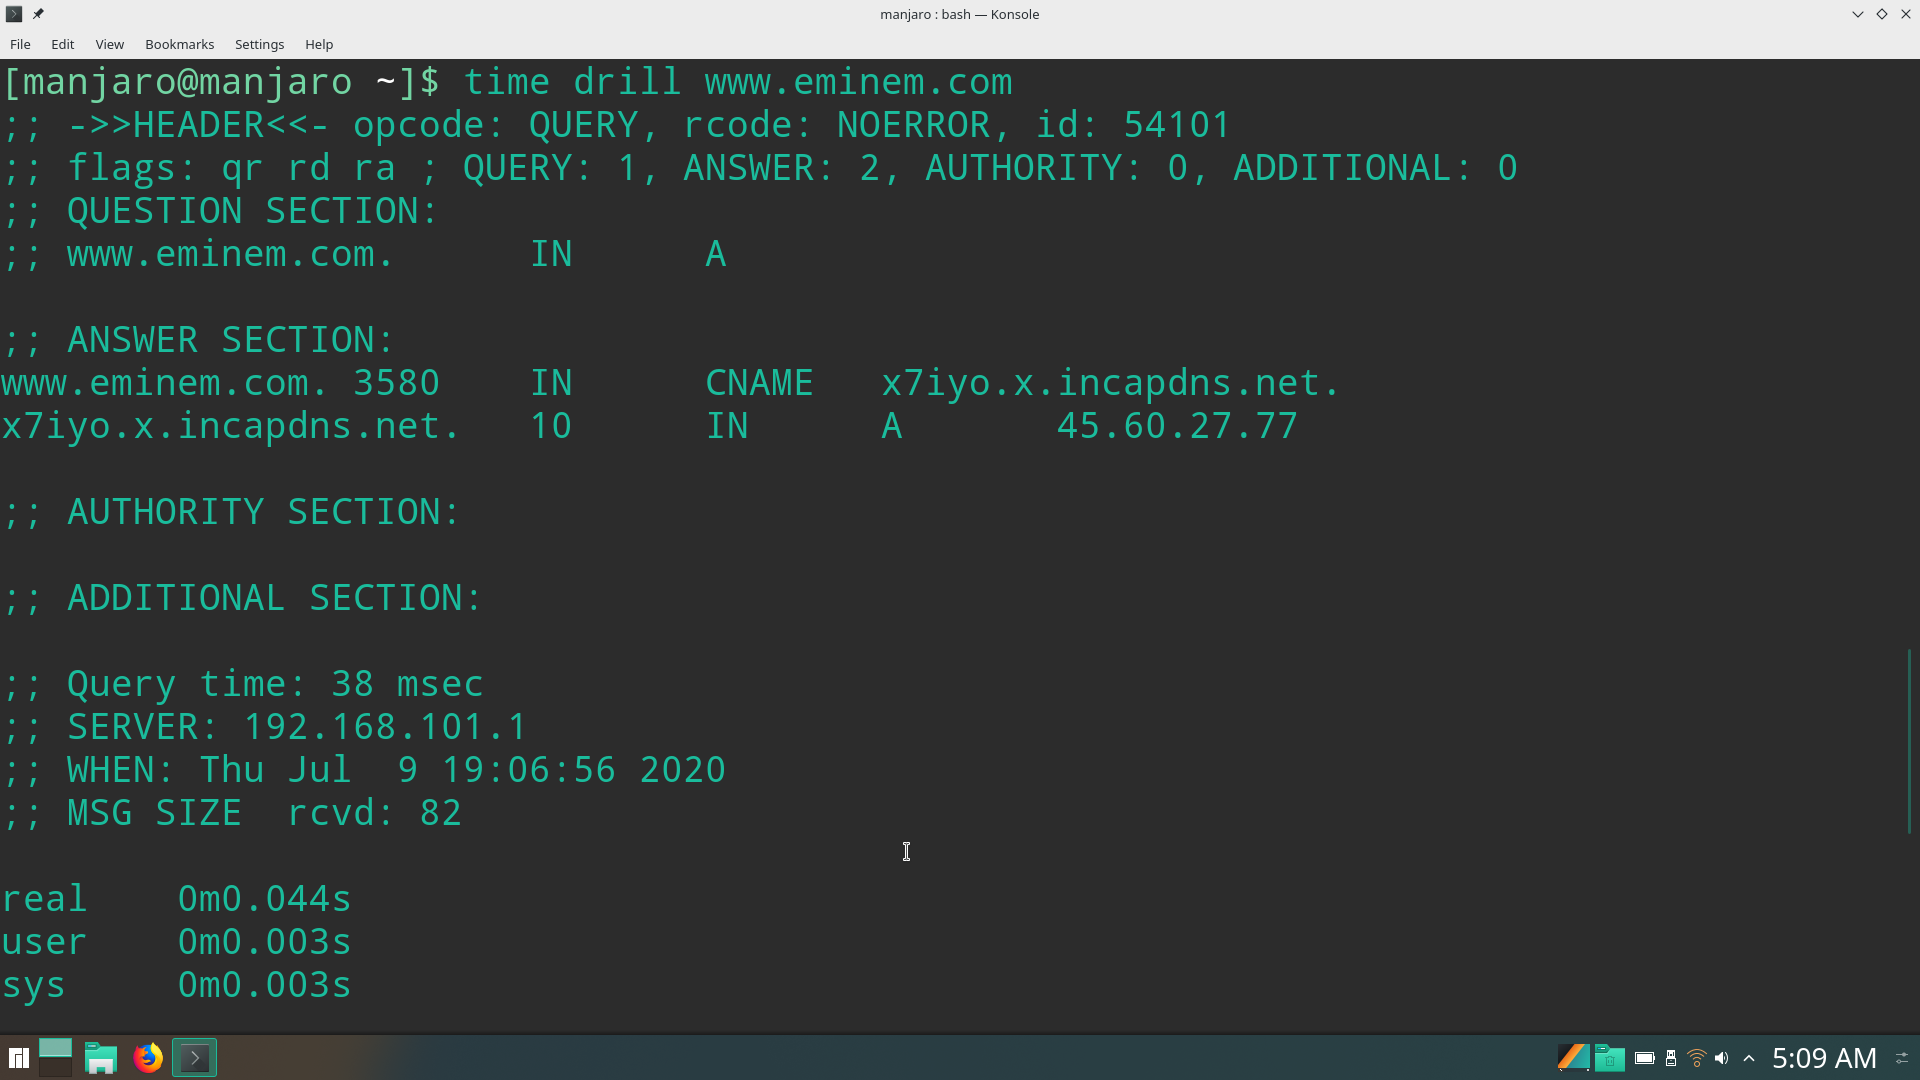 manjaro : bash — Konsole
File Edit View Bookmarks Settings Help
[manjaro@manjaro ~]$ time drill www.eminem.com
;; ->>HEADER<<- opcode: QUERY, rcode: NOERROR, id: 54101
;; flags: qr rd ra ; QUERY: 1, ANSWER: 2, AUTHORITY: 0, ADDITIONAL: 0
;; QUESTION SECTION:
;; www.eminem.com. IN A
;; ANSWER SECTION:
www.eminem.com. 3580 IN CNAME x7iyo.x.incapdns.net.
x7iyo.x.incapdns.net. 10 IN A 45.60.27.77
;; AUTHORITY SECTION:
;; ADDITIONAL SECTION:
;; Query time: 38 msec
;; SERVER: 192.168.101.1
;; WHEN: Thu Jul  9 19:06:56 2020
;; MSG SIZE  rcvd: 82
real 0m0.044s
user 0m0.003s
sys 0m0.003s
5:09 AM